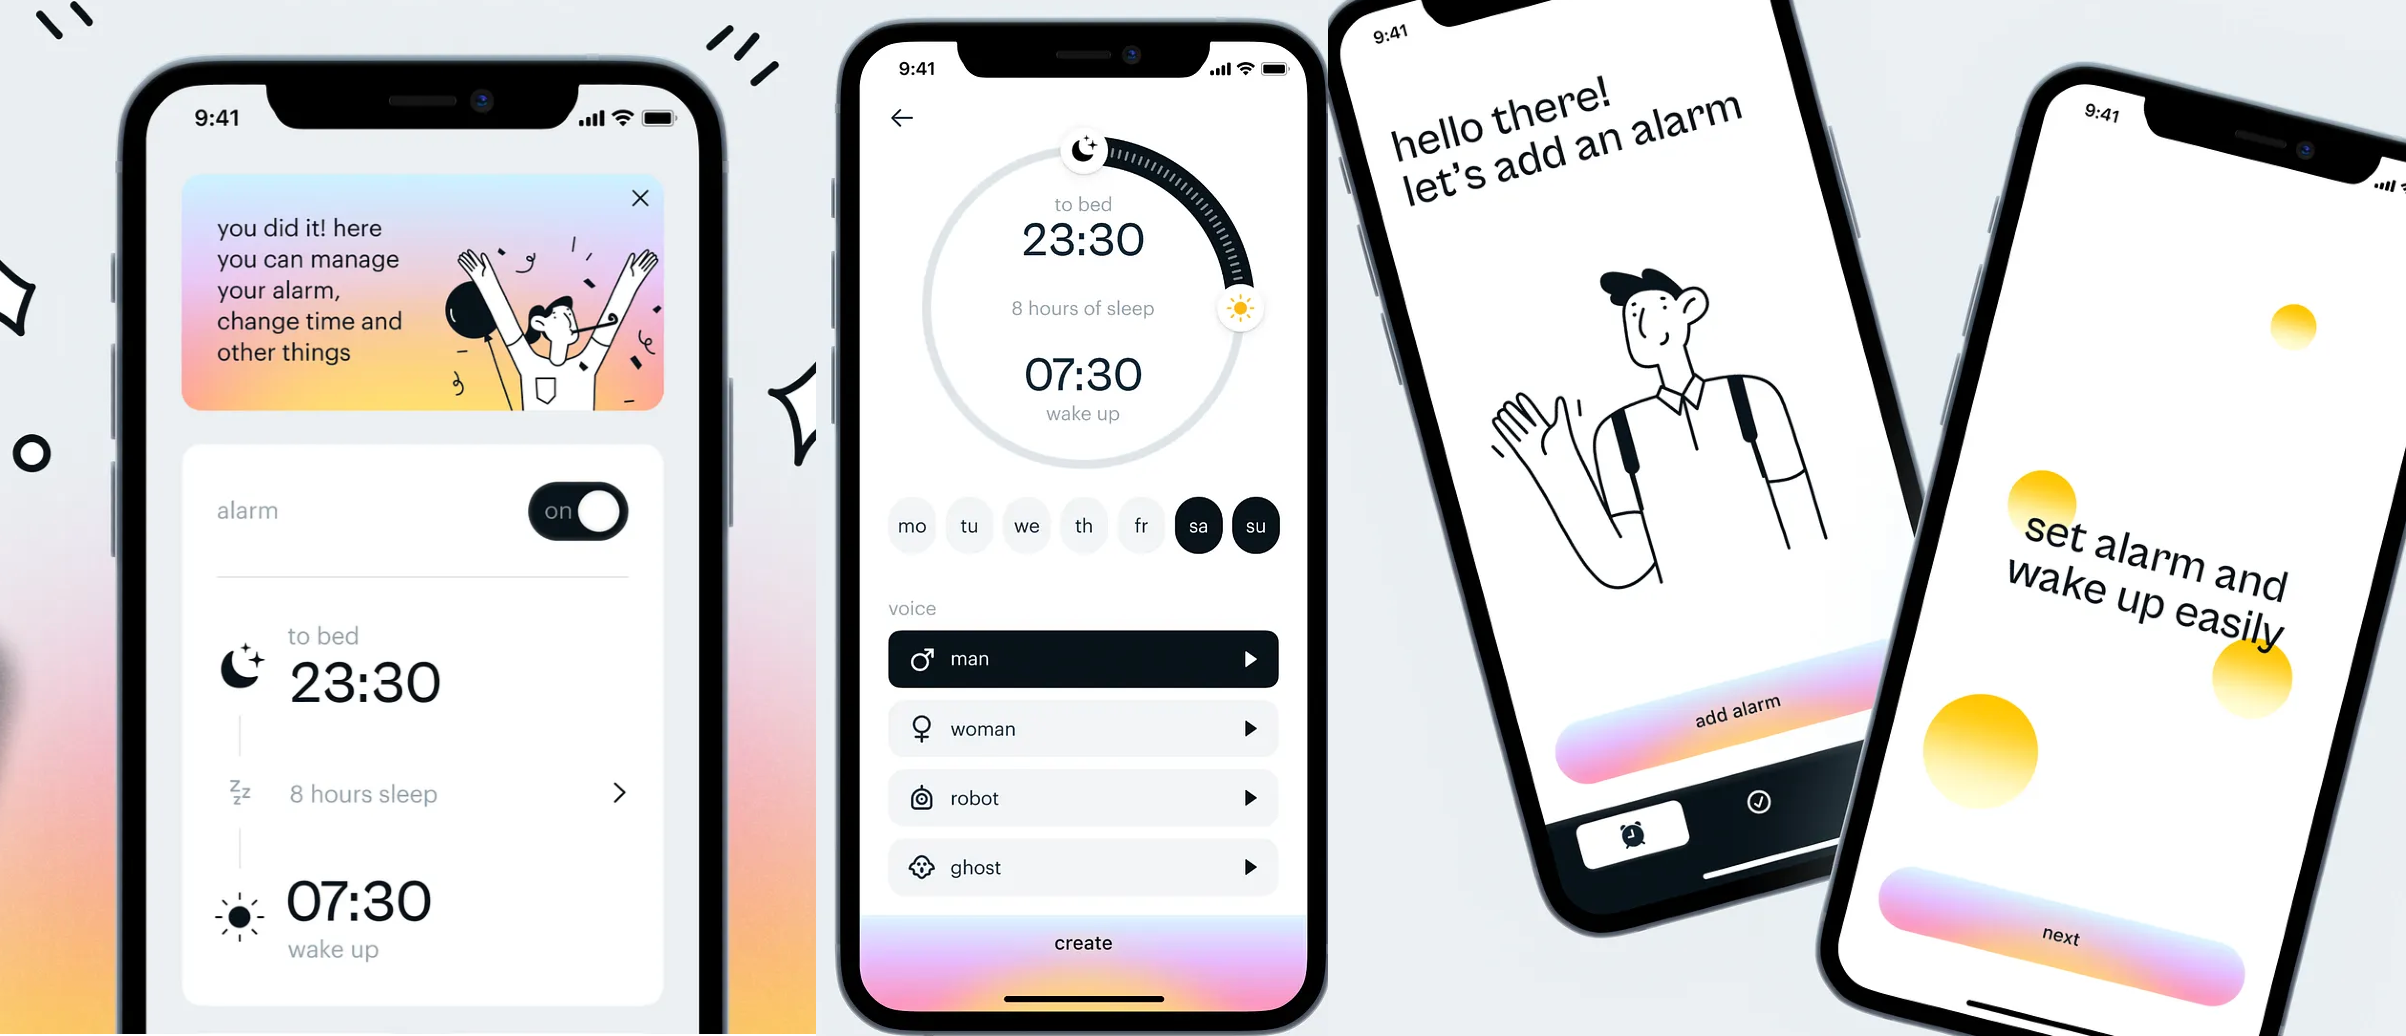 9:41
you did it! here
you can manage
your alarm,
change time and
other things
alarm
on
to bed
23:30
zzz
8 hours sleep
07:30
wake up
9:41
to bed
23:30
8 hours of sleep
07:30
wake up
mo tu we th fr sa su
voice
man
woman
robot
ghost
create
9:41
hello there!
let's add an alarm
add alarm
9:41
set alarm and
wake up easily
next